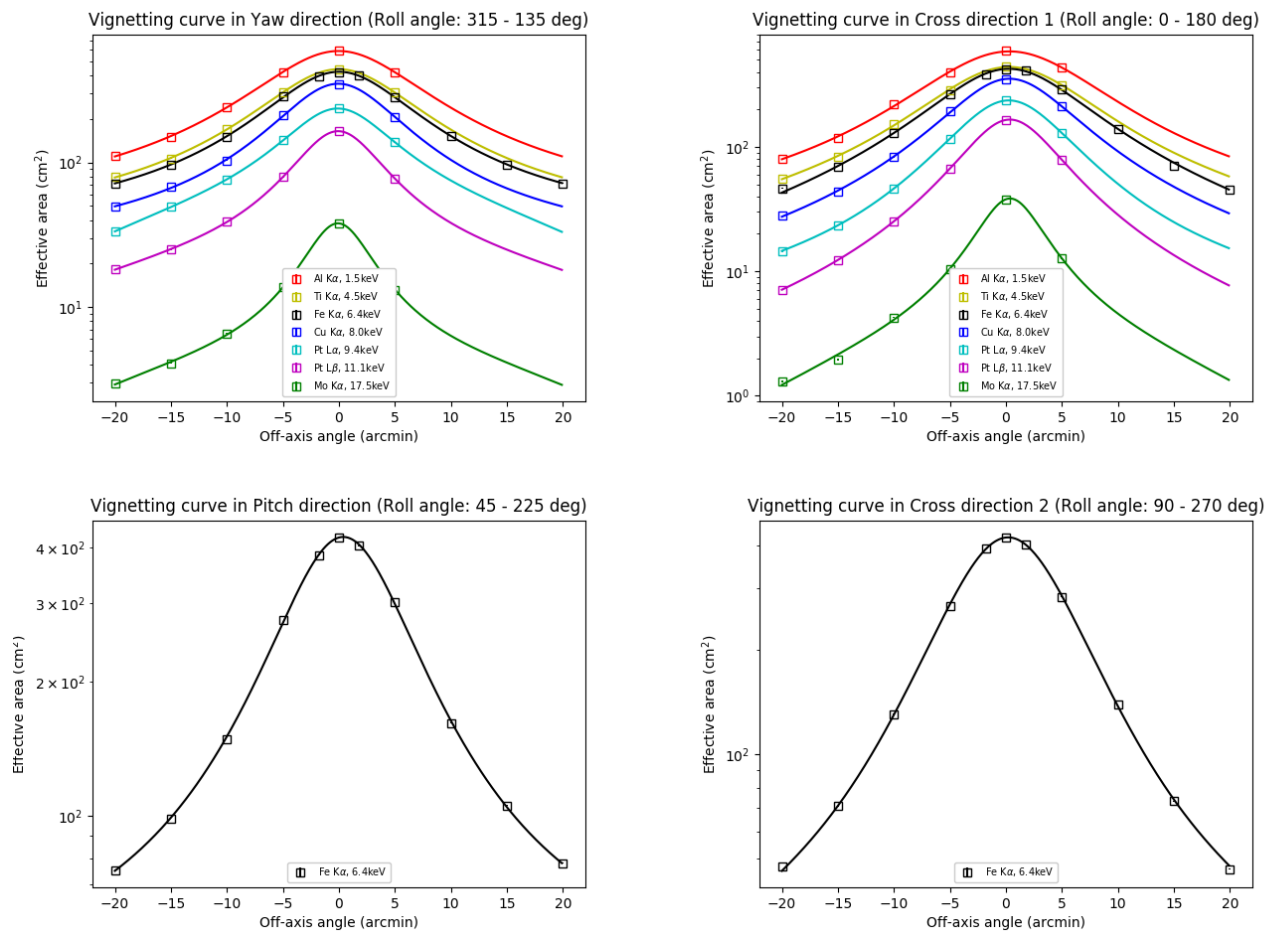 Vignetting curve in Yaw direction (Roll angle: 315 - 135 deg)
Effective area (cm²)
10²
10¹
Al Kα, 1.5keV
Ti Kα, 4.5keV
Fe Kα, 6.4keV
Cu Kα, 8.0keV
Pt Lα, 9.4keV
Pt Lβ, 11.1keV
Mo Kα, 17.5keV
−20 −15 −10 −5 0 5 10 15 20
Off-axis angle (arcmin)
Vignetting curve in Cross direction 1 (Roll angle: 0 - 180 deg)
Effective area (cm²)
10²
10¹
10⁰
Al Kα, 1.5keV
Ti Kα, 4.5keV
Fe Kα, 6.4keV
Cu Kα, 8.0keV
Pt Lα, 9.4keV
Pt Lβ, 11.1keV
Mo Kα, 17.5keV
−20 −15 −10 −5 0 5 10 15 20
Off-axis angle (arcmin)
Vignetting curve in Pitch direction (Roll angle: 45 - 225 deg)
Effective area (cm²)
4 × 10²
3 × 10²
2 × 10²
10²
Fe Kα, 6.4keV
−20 −15 −10 −5 0 5 10 15 20
Off-axis angle (arcmin)
Vignetting curve in Cross direction 2 (Roll angle: 90 - 270 deg)
Effective area (cm²)
10²
Fe Kα, 6.4keV
−20 −15 −10 −5 0 5 10 15 20
Off-axis angle (arcmin)